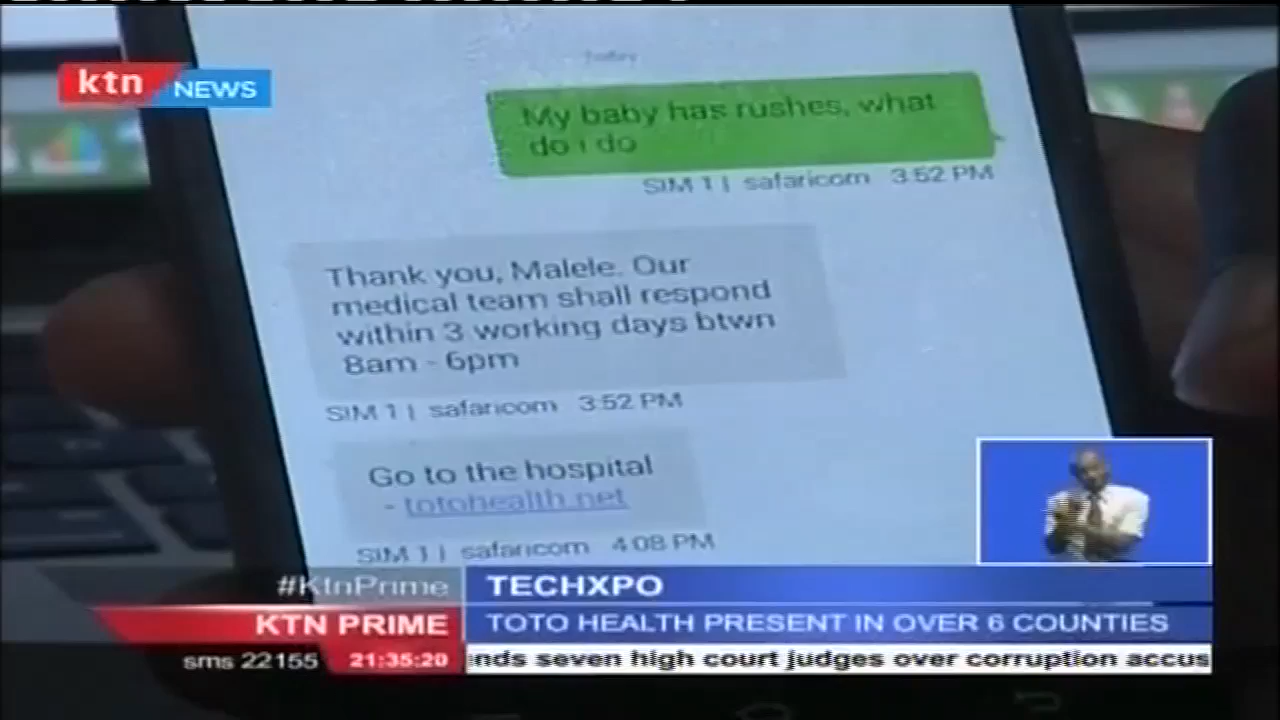 ktn NEWS
Today
My baby has rushes, what
do i do
SIM 1 | safaricom 3:52 PM
Thank you, Malele. Our
medical team shall respond
within 3 working days btwn
8am - 6pm
SIM 1 | safaricom 3:52 PM
Go to the hospital
- totohealth.net
SIM 1 | safaricom 4:08 PM
#KtnPrime
TECHXPO
KTN PRIME
TOTO HEALTH PRESENT IN OVER 6 COUNTIES
sms 22155 21:35:20
nds seven high court judges over corruption accus